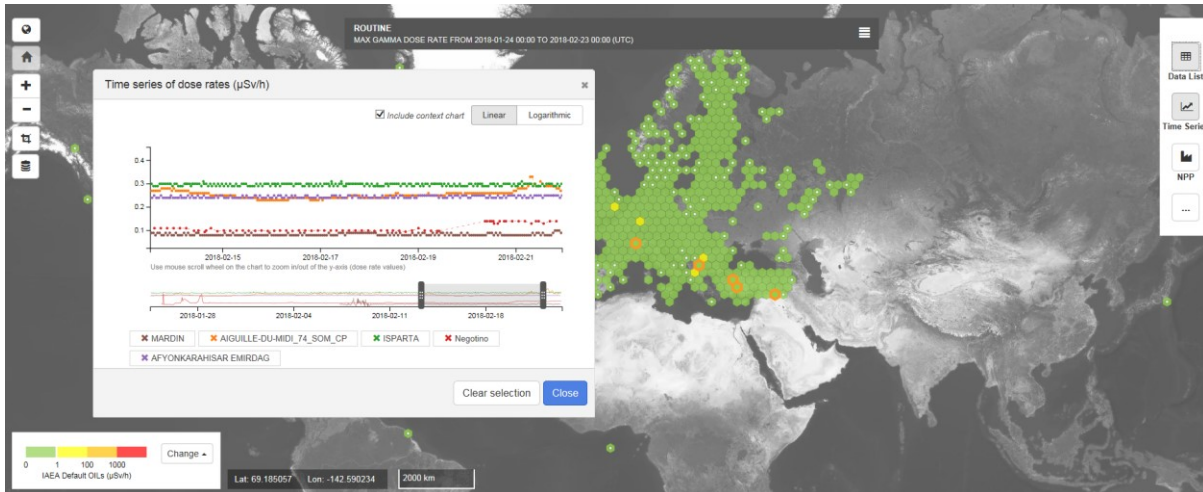 ROUTINE
MAX GAMMA DOSE RATE FROM 2018-01-24 00:00 TO 2018-02-23 00:00 (UTC)
Time series of dose rates (μSv/h)
Include context chart
Linear
Logarithmic
0.4
0.3
0.2
0.1
2018-02-15 2018-02-17 2018-02-19 2018-02-21
Use mouse scroll wheel on the chart to zoom in/out of the y-axis (dose rate values)
2018-01-28 2018-02-04 2018-02-11 2018-02-18
MARDIN
AIGUILLE-DU-MIDI_74_SOM_CP
ISPARTA
Negotino
AFYONKARAHISAR EMIRDAG
Clear selection
Close
Data List
Time Serie
NPP
...
0 1 100 1000
IAEA Default OILs (μSv/h)
Change
Lat: 69.185057 Lon: -142.590234
2000 km